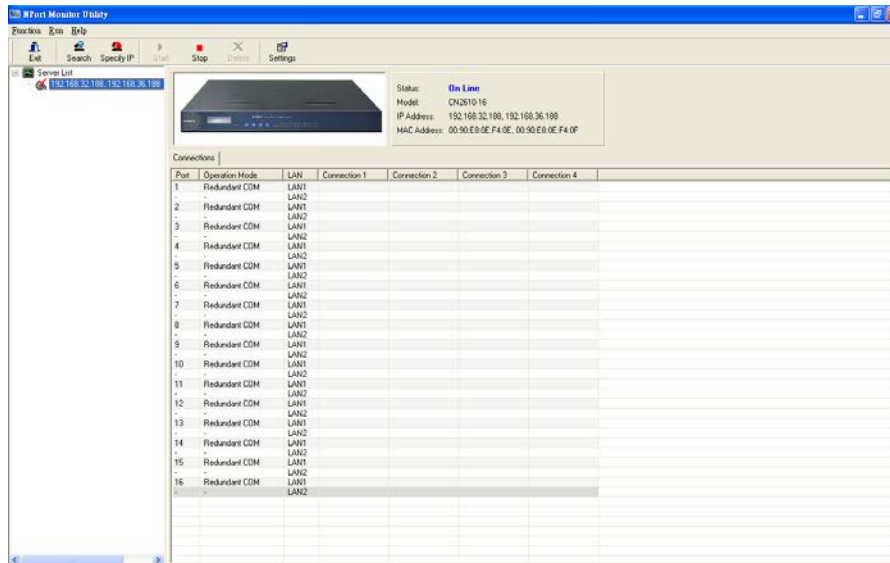 NPort Monitor Utility
Function Run Help
Exit Search Specify IP Start Stop Delete Settings
Server List
192.168.32.188, 192.168.36.188
Status: On Line
Model: CN2610-16
IP Address: 192.168.32.188, 192.168.36.188
MAC Address: 00:90:E8:0E:F4:0E, 00:90:E8:0E:F4:0F
Connections
Port Operation Mode LAN Connection 1 Connection 2 Connection 3 Connection 4
1 Redundant COM LAN1
- - LAN2
2 Redundant COM LAN1
- - LAN2
3 Redundant COM LAN1
- - LAN2
4 Redundant COM LAN1
- - LAN2
5 Redundant COM LAN1
- - LAN2
6 Redundant COM LAN1
- - LAN2
7 Redundant COM LAN1
- - LAN2
8 Redundant COM LAN1
- - LAN2
9 Redundant COM LAN1
- - LAN2
10 Redundant COM LAN1
- - LAN2
11 Redundant COM LAN1
- - LAN2
12 Redundant COM LAN1
- - LAN2
13 Redundant COM LAN1
- - LAN2
14 Redundant COM LAN1
- - LAN2
15 Redundant COM LAN1
- - LAN2
16 Redundant COM LAN1
- - LAN2